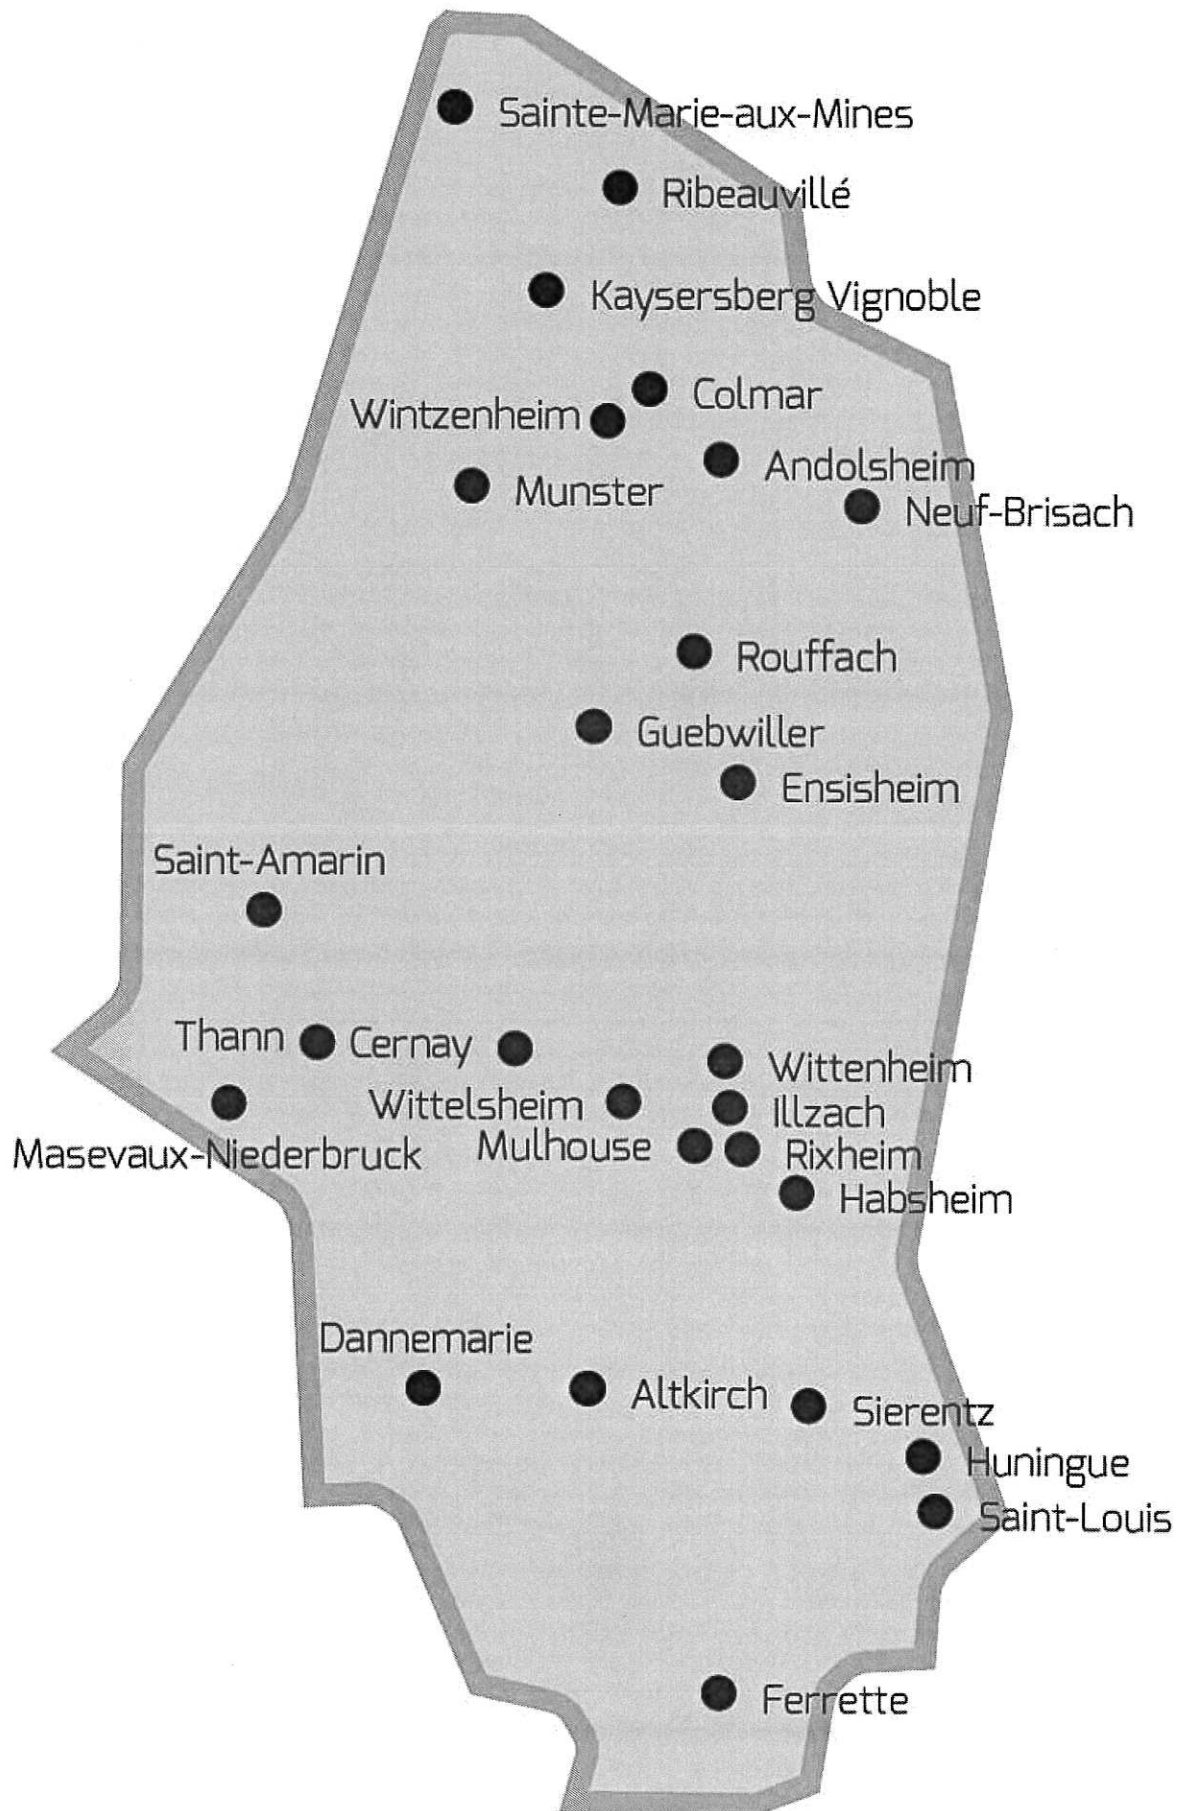 Sainte-Marie-aux-Mines
Ribeauvillé
Kaysersberg Vignoble
Colmar
Wintzenheim
Andolsheim
Munster
Neuf-Brisach
Rouffach
Guebwiller
Ensisheim
Saint-Amarin
Thann
Cernay
Wittenheim
Wittelsheim
Illzach
Mulhouse
Rixheim
Masevaux-Niederbruck
Habsheim
Dannemarie
Altkirch
Sierentz
Huningue
Saint-Louis
Ferrette